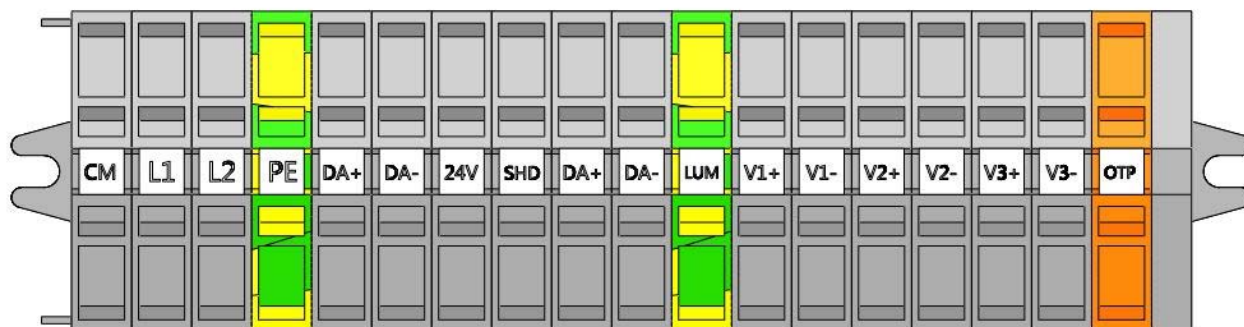 CM L1 L2 PE DA+ DA- 24V SHD DA+ DA- LUM V1+ V1- V2+ V2- V3+ V3- OTP